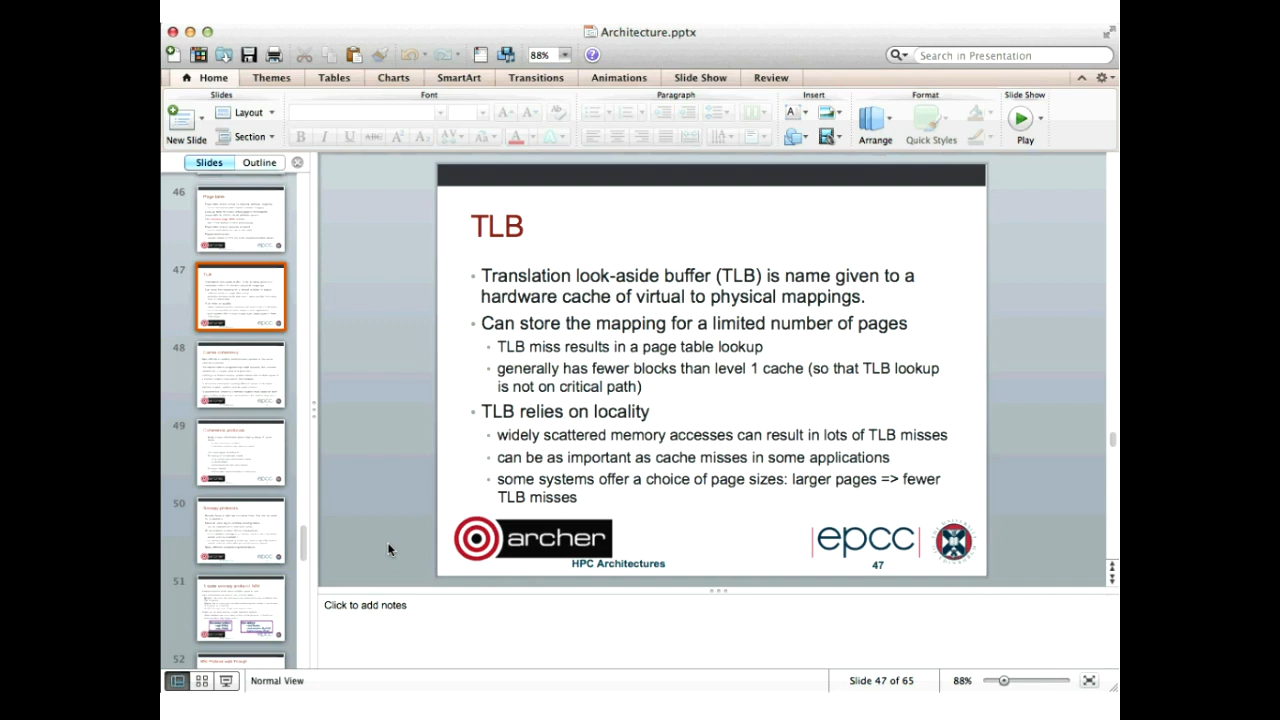 Architecture.pptx
88%
Search in Presentation
Home Themes Tables Charts SmartArt Transitions Animations Slide Show Review
Slides Font Paragraph Insert Format Slide Show
Layout
Section
New Slide Arrange Quick Styles Play
Slides Outline
46
47
48
49
50
51
52
TLB
Translation look-aside buffer (TLB) is name given to a
hardware cache of virtual to physical mappings.
Can store the mapping for a limited number of pages
TLB miss results in a page table lookup
generally has fewer blocks than level 1 cache (so that TLB lookup
is not on critical path)
TLB relies on locality
widely scattered memory accesses can result in lots of TLB misses
can be as important a cache misses in some applications
some systems offer a choice of page sizes: larger pages => fewer
TLB misses
archer
epcc
HPC Architectures
47
Click to add notes
Normal View
Slide 47 of 65
88%